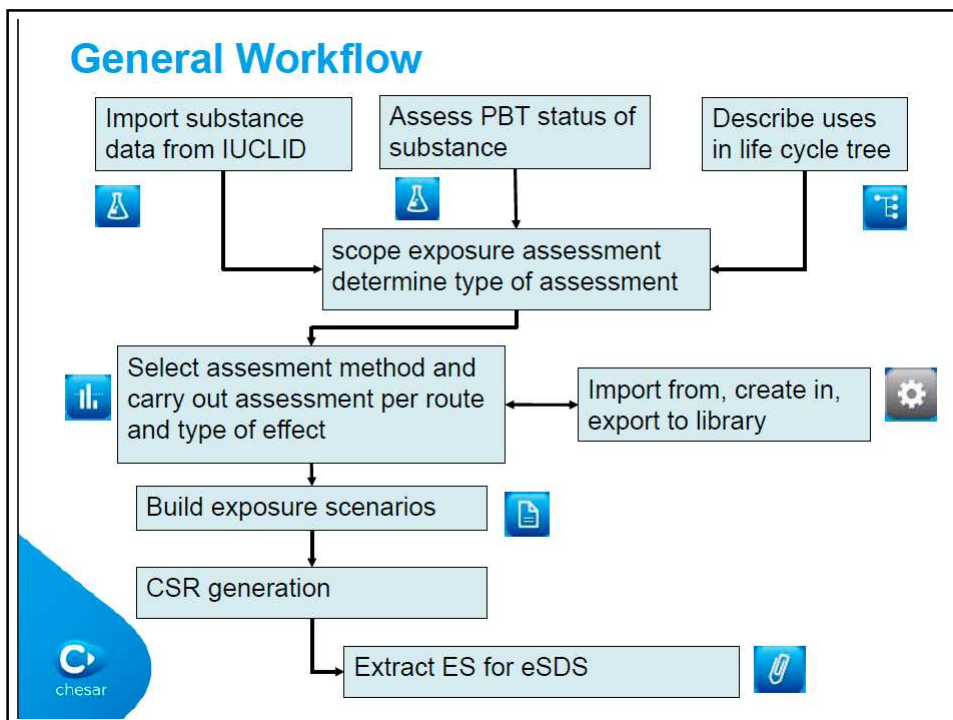 General Workflow
Import substance
data from IUCLID
Assess PBT status of
substance
Describe uses
in life cycle tree
scope exposure assessment
determine type of assessment
Select assesment method and
carry out assessment per route
and type of effect
Import from, create in,
export to library
Build exposure scenarios
CSR generation
Extract ES for eSDS
chesar